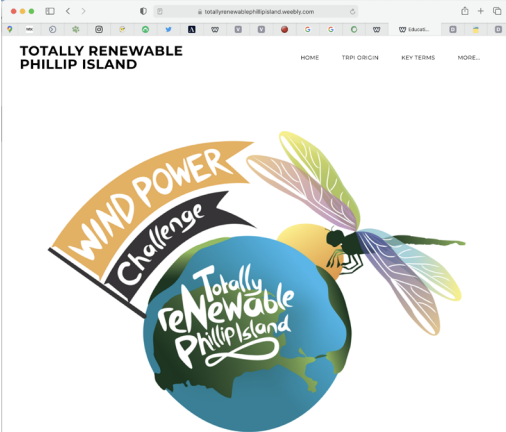 totallyrenewablephillipisland.weebly.com
Educati...
TOTALLY RENEWABLE
PHILLIP ISLAND
HOME
TRPI ORIGIN
KEY TERMS
MORE...
WIND POWER
Challenge
Totally
reNewable
Phillip Island